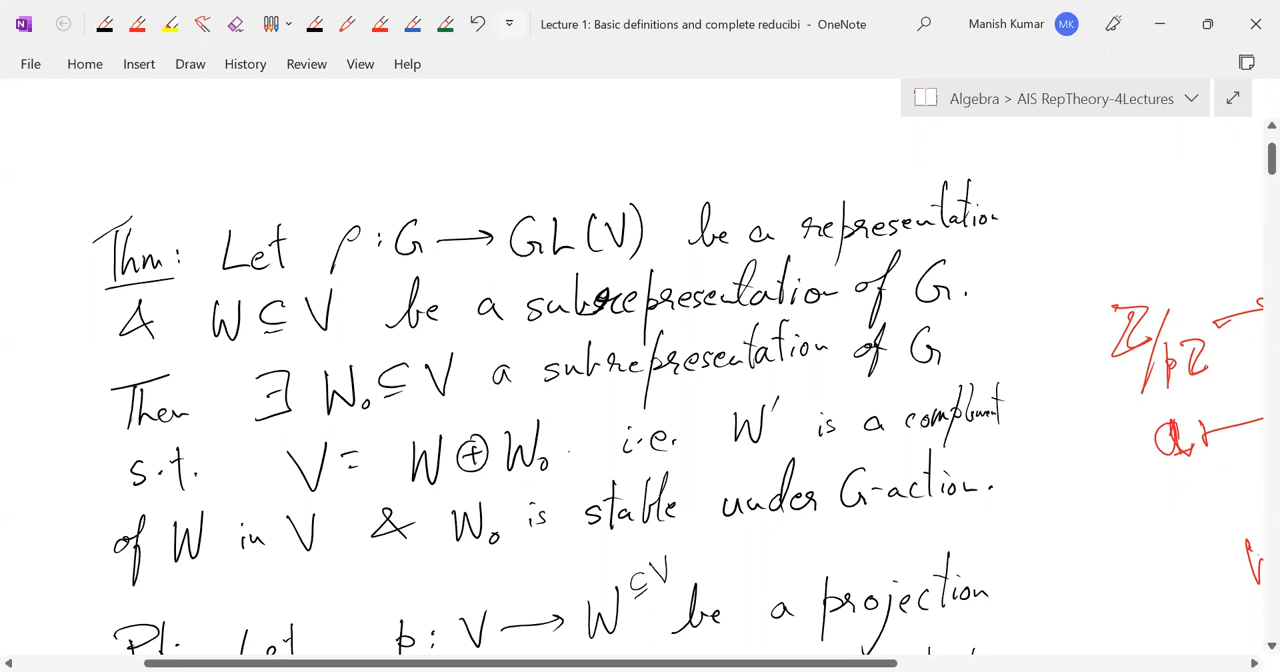 Lecture 1: Basic definitions and complete reducibi - OneNote
Manish Kumar MK
File Home Insert Draw History Review View Help
Algebra > AIS RepTheory-4Lectures
Thm: Let ρ: G → GL(V) be a representation
& W ⊆ V be a subrepresentation of G.
Then ∃ W₀ ⊆ V a subrepresentation of G
s.t. V = W ⊕ W₀. i.e. W' is a complement
of W in V & W₀ is stable under G-action.
Pf: Let p: V → W ⊆ V be a projection
ℤ/pℤ